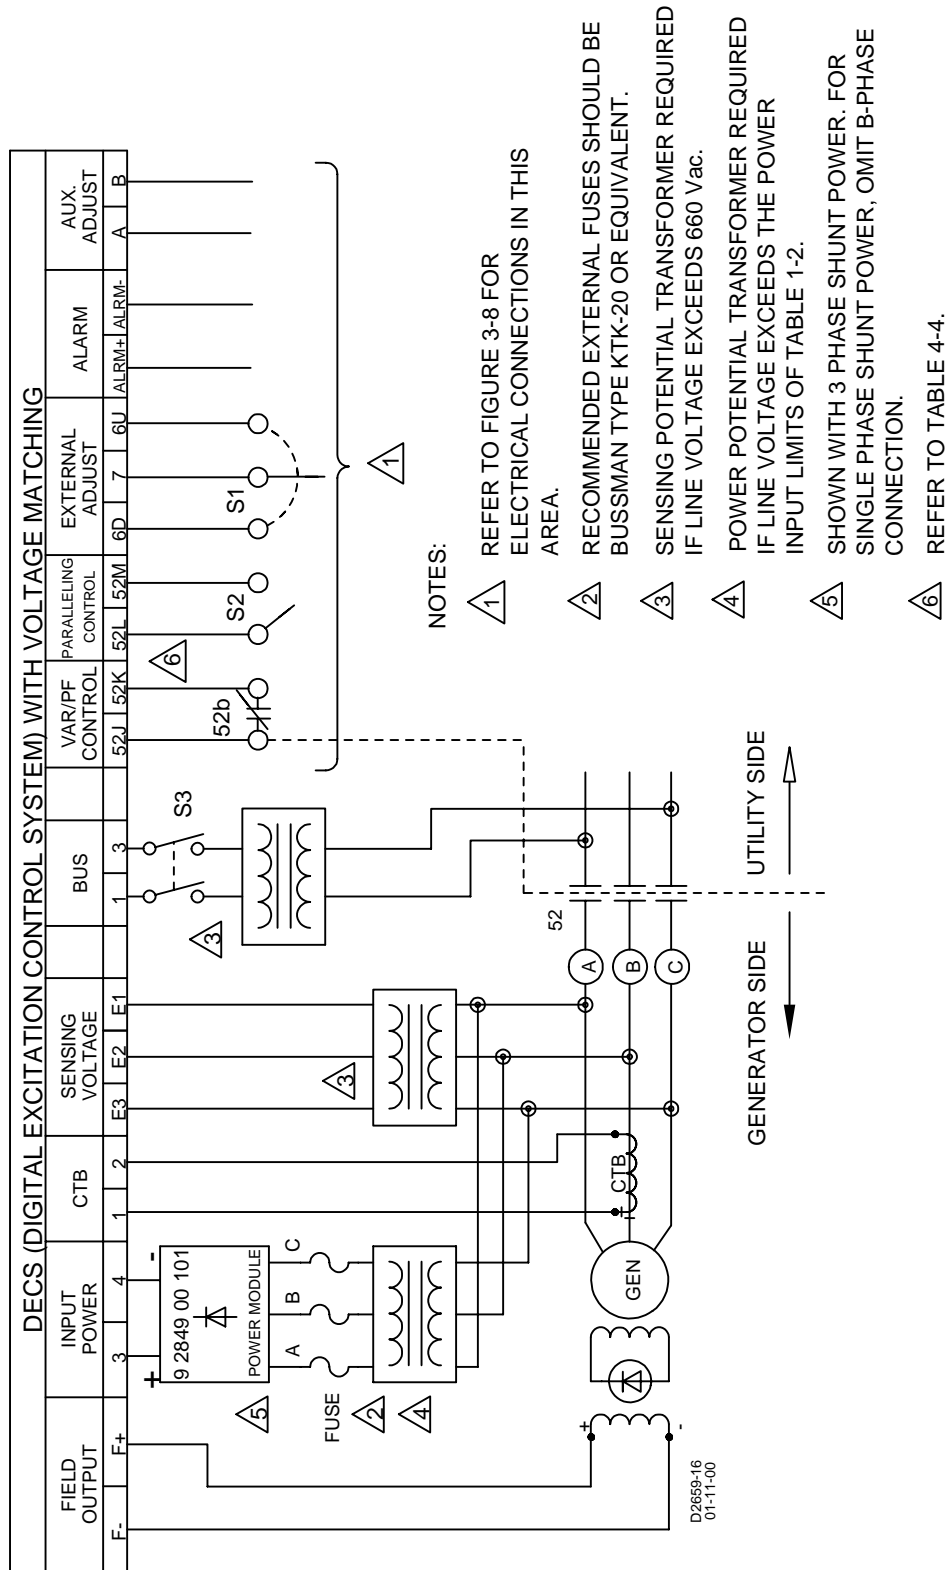 DECS (DIGITAL EXCITATION CONTROL SYSTEM) WITH VOLTAGE MATCHING
FIELD OUTPUT
INPUT POWER
CTB
SENSING VOLTAGE
BUS
VAR/PF CONTROL
PARALLELING CONTROL
EXTERNAL ADJUST
ALARM
AUX. ADJUST
F- F+ 3 4 1 2 E3 E2 E1 1 3 52J 52K 52L 52M 6D 7 6U ALRM+ ALRM- A B
+ -
9 2849 00 101
POWER MODULE
5
A B C
FUSE
2
4
3
3
S3
6
52b
S2
S1
1
52
A
B
C
CTB
GEN
+
-
GENERATOR SIDE
UTILITY SIDE
D2659-16
01-11-00
NOTES:
1 REFER TO FIGURE 3-8 FOR
ELECTRICAL CONNECTIONS IN THIS
AREA.
2 RECOMMENDED EXTERNAL FUSES SHOULD BE
BUSSMAN TYPE KTK-20 OR EQUIVALENT.
3 SENSING POTENTIAL TRANSFORMER REQUIRED
IF LINE VOLTAGE EXCEEDS 660 Vac.
4 POWER POTENTIAL TRANSFORMER REQUIRED
IF LINE VOLTAGE EXCEEDS THE POWER
INPUT LIMITS OF TABLE 1-2.
5 SHOWN WITH 3 PHASE SHUNT POWER. FOR
SINGLE PHASE SHUNT POWER, OMIT B-PHASE
CONNECTION.
6 REFER TO TABLE 4-4.